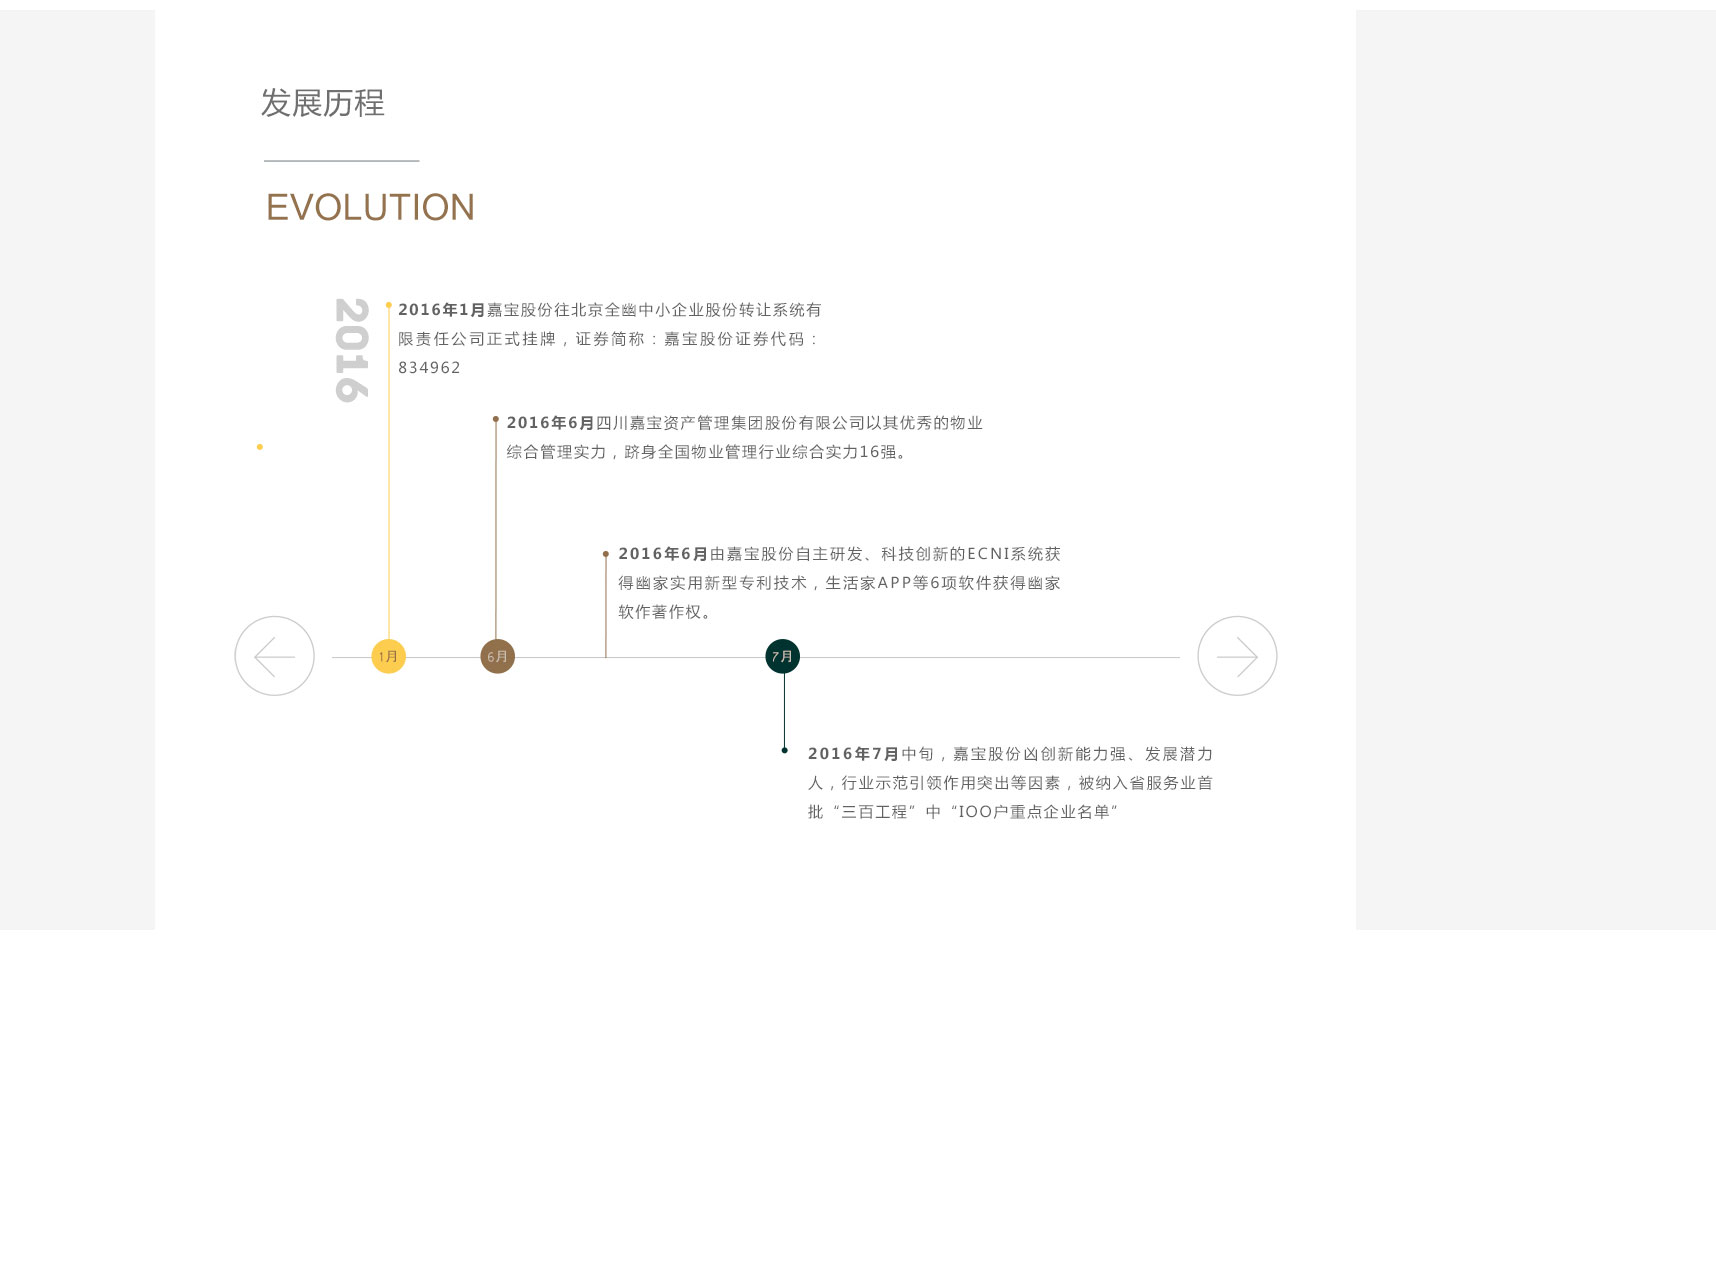 发展历程
EVOLUTION
2016
2016年1月嘉宝股份往北京全幽中小企业股份转让系统有
限责任公司正式挂牌，证券简称：嘉宝股份证券代码：
834962
2016年6月四川嘉宝资产管理集团股份有限公司以其优秀的物业
综合管理实力，跻身全国物业管理行业综合实力16强。
2016年6月由嘉宝股份自主研发、科技创新的ECNI系统获
得幽家实用新型专利技术，生活家APP等6项软件获得幽家
软作著作权。
1月
6月
7月
2016年7月中旬，嘉宝股份凶创新能力强、发展潜力
人，行业示范引领作用突出等因素，被纳入省服务业首
批“三百工程”中“IOO户重点企业名单”